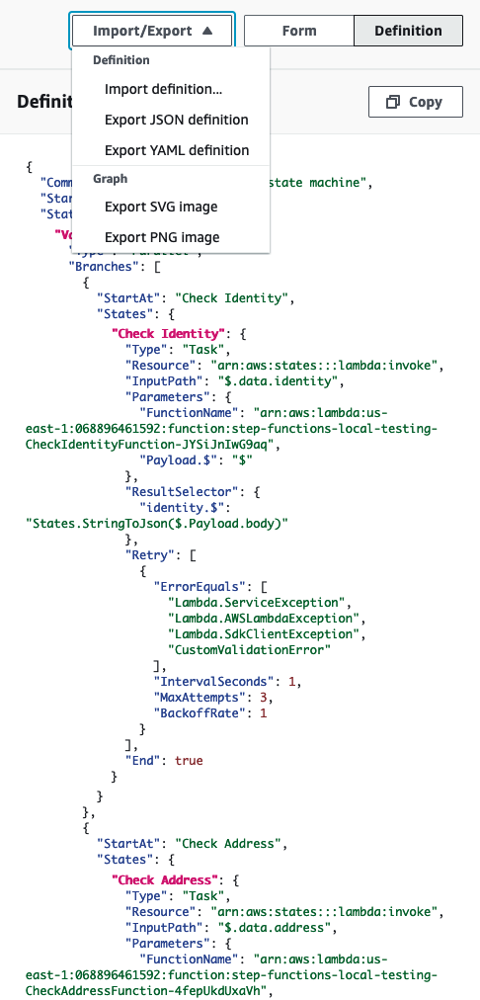 Import/Export ▲ Form Definition
Definition
Import definition...
Export JSON definition
Export YAML definition
Graph
Export SVG image
Export PNG image
Definit
Copy
{
"Comm state machine",
"Star
"Stat
"Va
"Type": "Parallel",
"Branches": [
{
"StartAt": "Check Identity",
"States": {
"Check Identity": {
"Type": "Task",
"Resource": "arn:aws:states:::lambda:invoke",
"InputPath": "$.data.identity",
"Parameters": {
"FunctionName": "arn:aws:lambda:us-
east-1:068896461592:function:step-functions-local-testing-
CheckIdentityFunction-JYSiJnIwG9aq",
"Payload.$": "$"
},
"ResultSelector": {
"identity.$":
"States.StringToJson($.Payload.body)"
},
"Retry": [
{
"ErrorEquals": [
"Lambda.ServiceException",
"Lambda.AWSLambdaException",
"Lambda.SdkClientException",
"CustomValidationError"
],
"IntervalSeconds": 1,
"MaxAttempts": 3,
"BackoffRate": 1
}
],
"End": true
}
}
},
{
"StartAt": "Check Address",
"States": {
"Check Address": {
"Type": "Task",
"Resource": "arn:aws:states:::lambda:invoke",
"InputPath": "$.data.address",
"Parameters": {
"FunctionName": "arn:aws:lambda:us-
east-1:068896461592:function:step-functions-local-testing-
CheckAddressFunction-4fepUkdUxaVh",